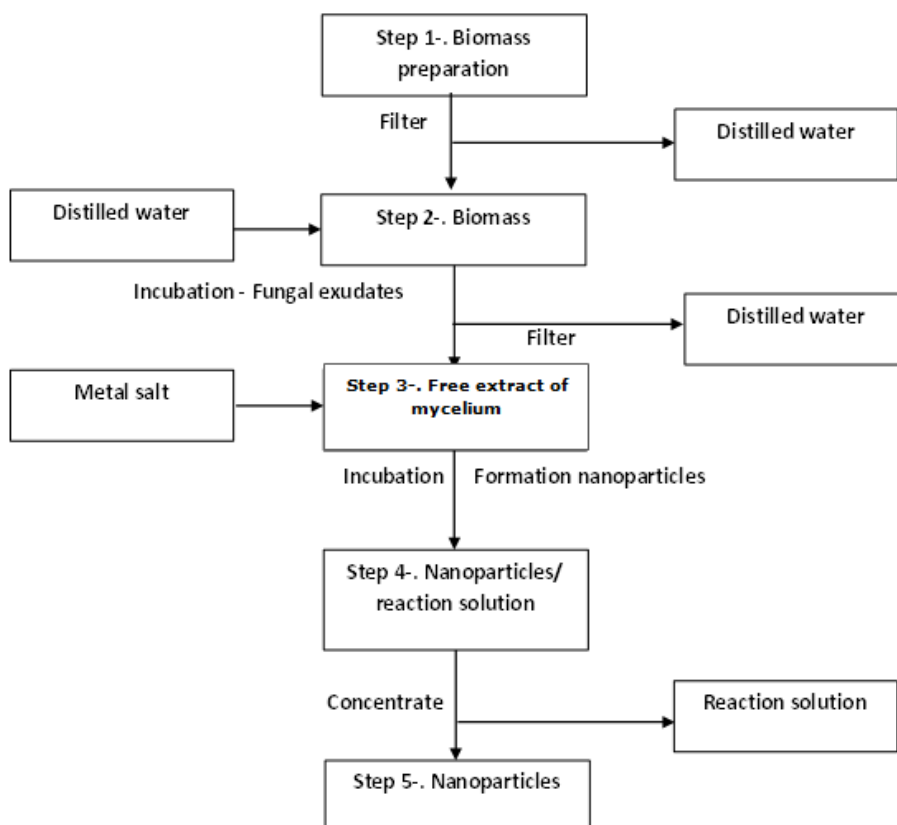 Step 1-. Biomass
preparation
Filter
Distilled water
Distilled water
Step 2-. Biomass
Incubation - Fungal exudates
Distilled water
Filter
Metal salt
Step 3-. Free extract of
mycelium
Incubation
Formation nanoparticles
Step 4-. Nanoparticles/
reaction solution
Concentrate
Reaction solution
Step 5-. Nanoparticles